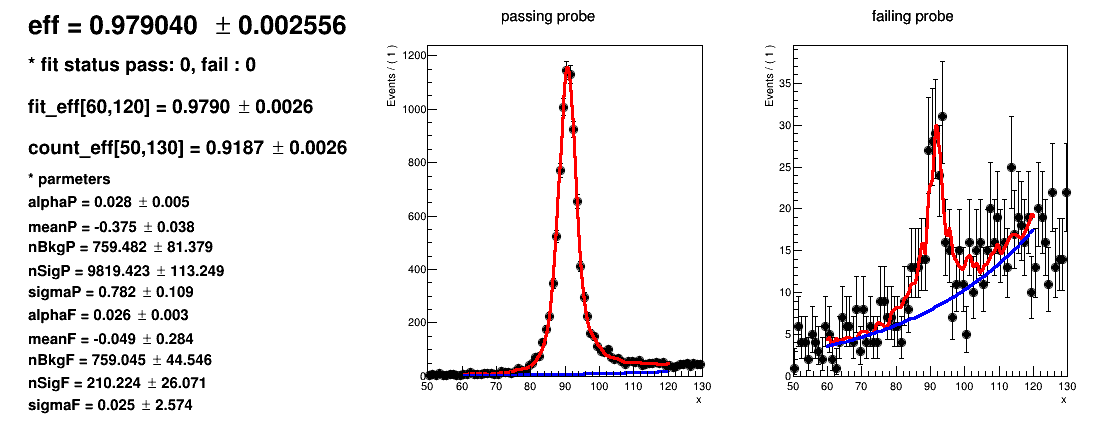 eff = 0.979040 ± 0.002556
* fit status pass: 0, fail : 0
fit_eff[60,120] = 0.9790 ± 0.0026
count_eff[50,130] = 0.9187 ± 0.0026
* parmeters
alphaP = 0.028 ± 0.005
meanP = -0.375 ± 0.038
nBkgP = 759.482 ± 81.379
nSigP = 9819.423 ± 113.249
sigmaP = 0.782 ± 0.109
alphaF = 0.026 ± 0.003
meanF = -0.049 ± 0.284
nBkgF = 759.045 ± 44.546
nSigF = 210.224 ± 26.071
sigmaF = 0.025 ± 2.574
passing probe
Events / ( 1 )
1200
1000
800
600
400
200
0
50 60 70 80 90 100 110 120 130
x
failing probe
Events / ( 1 )
35
30
25
20
15
10
5
0
50 60 70 80 90 100 110 120 130
x